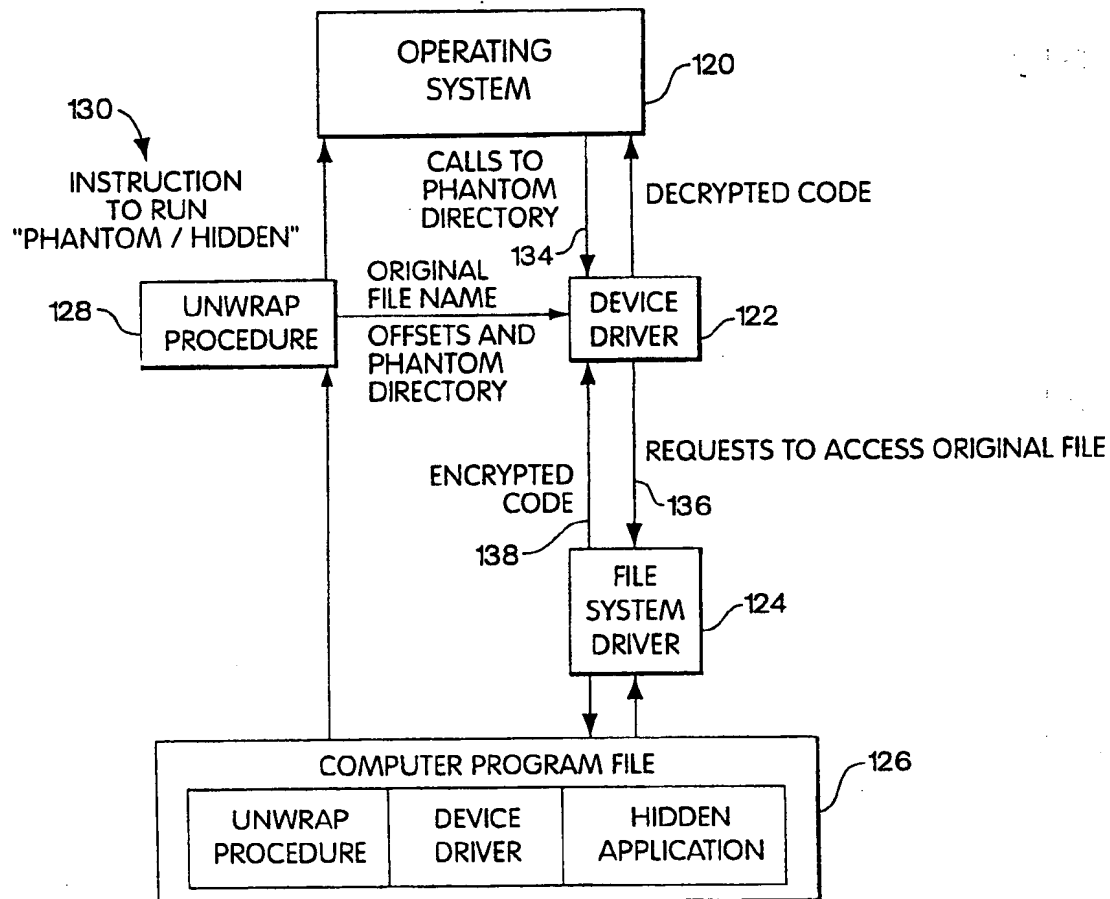 OPERATING
SYSTEM
120
130
INSTRUCTION
TO RUN
"PHANTOM / HIDDEN"
CALLS TO
PHANTOM
DIRECTORY
134
DECRYPTED CODE
128
UNWRAP
PROCEDURE
ORIGINAL
FILE NAME
OFFSETS AND
PHANTOM
DIRECTORY
DEVICE
DRIVER
122
ENCRYPTED
CODE
138
REQUESTS TO ACCESS ORIGINAL FILE
136
FILE
SYSTEM
DRIVER
124
COMPUTER PROGRAM FILE
126
UNWRAP
PROCEDURE
DEVICE
DRIVER
HIDDEN
APPLICATION